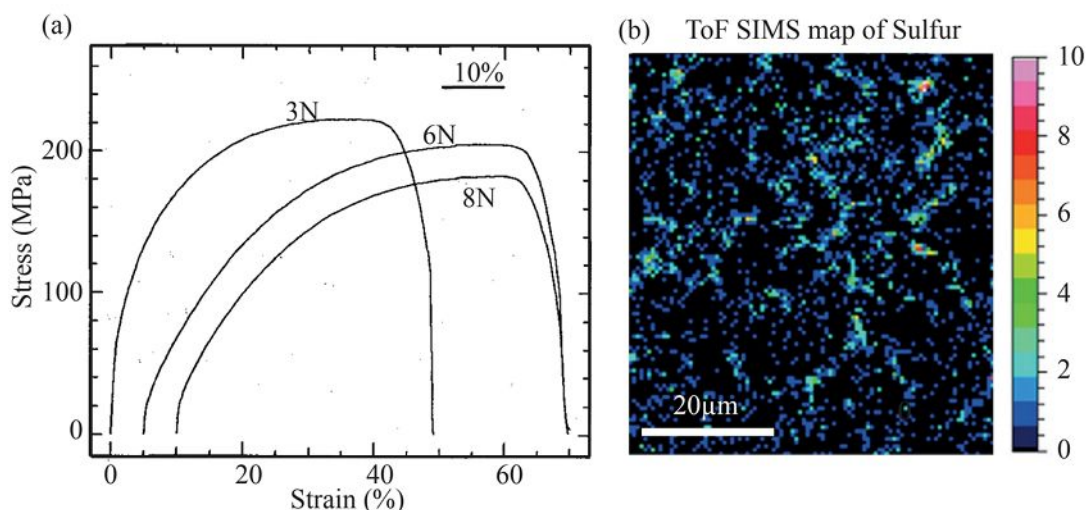 (a)
10%
3N
6N
8N
200
100
0
Stress (MPa)
0 20 40 60
Strain (%)
(b) ToF SIMS map of Sulfur
20μm
10
8
6
4
2
0